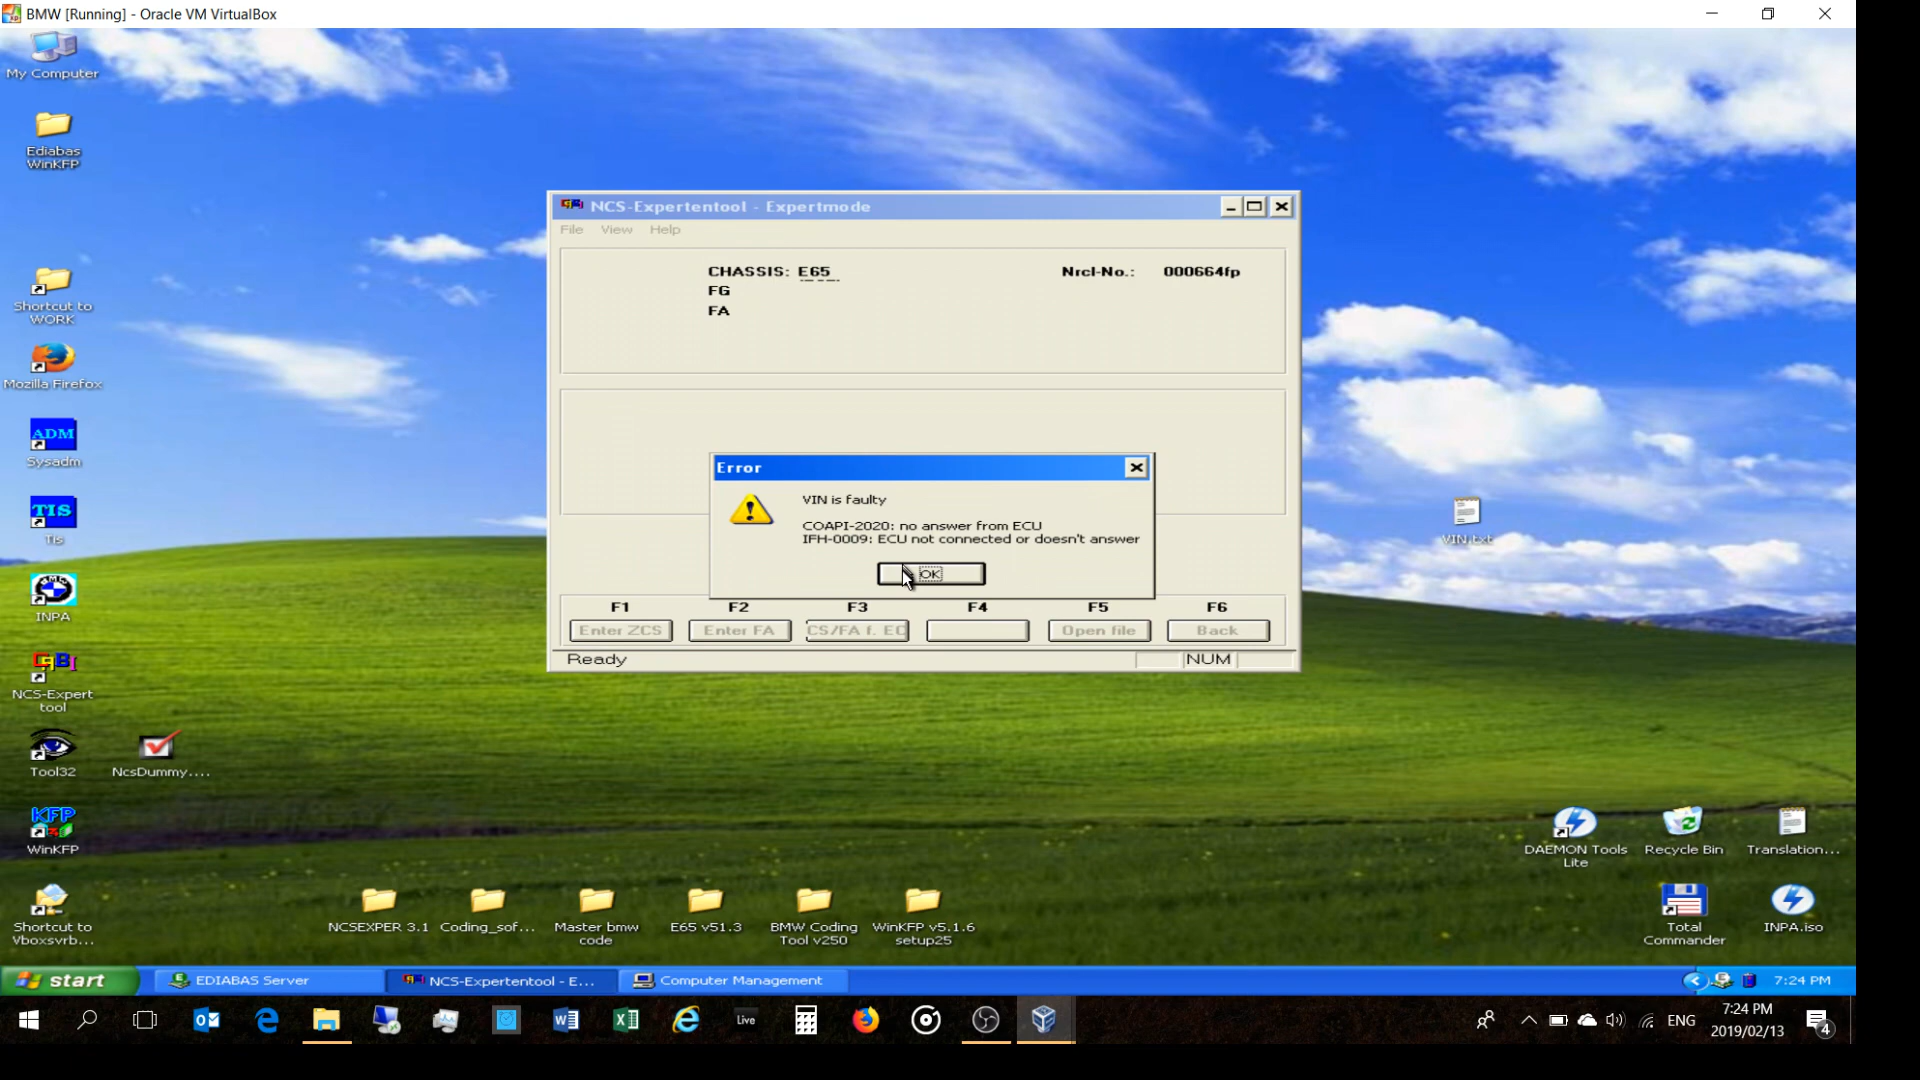 BMW [Running] - Oracle VM VirtualBox
My Computer
Ediabas
WinKFP
Shortcut to
WORK
Mozilla Firefox
ADM
Sysadm
TIS
Tis
INPA
NCS-Expert
tool
Tool32
NcsDummy....
KFP
WinKFP
Shortcut to
Vboxsvrb...
NCS-Expertentool - Expertmode
File View Help
CHASSIS: E65
Nrcl-No.: 000664fp
FG
FA
Error
VIN is faulty
COAPI-2020: no answer from ECU
IFH-0009: ECU not connected or doesn't answer
OK
F1 F2 F3 F4 F5 F6
Enter ZCS Enter FA CS/FA f. EC Open file Back
Ready
NUM
VIN.txt
DAEMON Tools
Lite
Recycle Bin
Translation...
NCSEXPER 3.1
Coding_sof...
Master bmw
code
E65 v51.3
BMW Coding
Tool v250
WinKFP v5.1.6
setup25
Total
Commander
INPA.iso
start
EDIABAS Server
NCS-Expertentool - E...
Computer Management
7:24 PM
Live
ENG
7:24 PM
2019/02/13
4